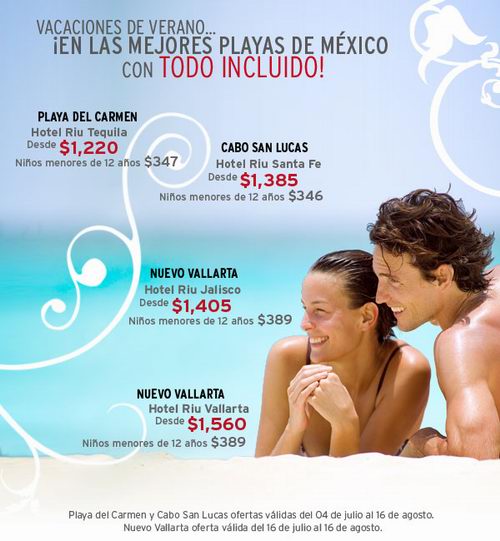 VACACIONES DE VERANO...
¡EN LAS MEJORES PLAYAS DE MÉXICO
CON TODO INCLUIDO!
PLAYA DEL CARMEN
Hotel Riu Tequila
Desde $1,220
Niños menores de 12 años $347
CABO SAN LUCAS
Hotel Riu Santa Fe
Desde $1,385
Niños menores de 12 años $346
NUEVO VALLARTA
Hotel Riu Jalisco
Desde $1,405
Niños menores de 12 años $389
NUEVO VALLARTA
Hotel Riu Vallarta
Desde $1,560
Niños menores de 12 años $389
Playa del Carmen y Cabo San Lucas ofertas válidas del 04 de julio al 16 de agosto.
Nuevo Vallarta oferta válida del 16 de julio al 16 de agosto.